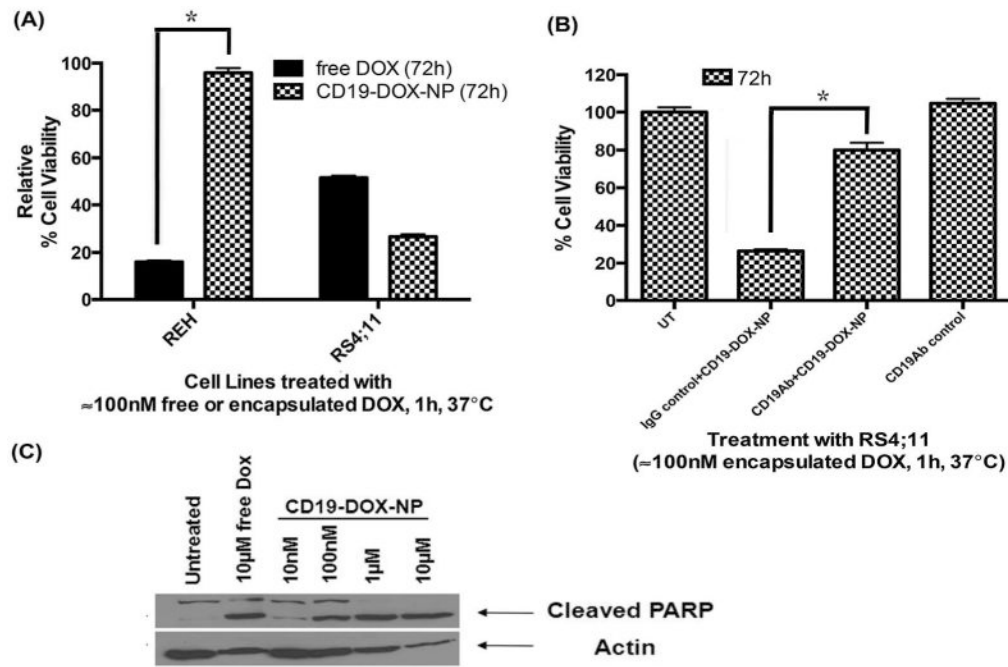 (A)
*
free DOX (72h)
CD19-DOX-NP (72h)
Relative
% Cell Viability
100
80
60
40
20
0
REH
RS4;11
Cell Lines treated with
≈100nM free or encapsulated DOX, 1h, 37°C
(B)
72h
*
% Cell Viability
120
100
80
60
40
20
0
UT
IgG control+CD19-DOX-NP
CD19Ab+CD19-DOX-NP
CD19Ab control
Treatment with RS4;11
(≈100nM encapsulated DOX, 1h, 37°C)
(C)
CD19-DOX-NP
Untreated
10µM free Dox
10nM
100nM
1µM
10µM
Cleaved PARP
Actin